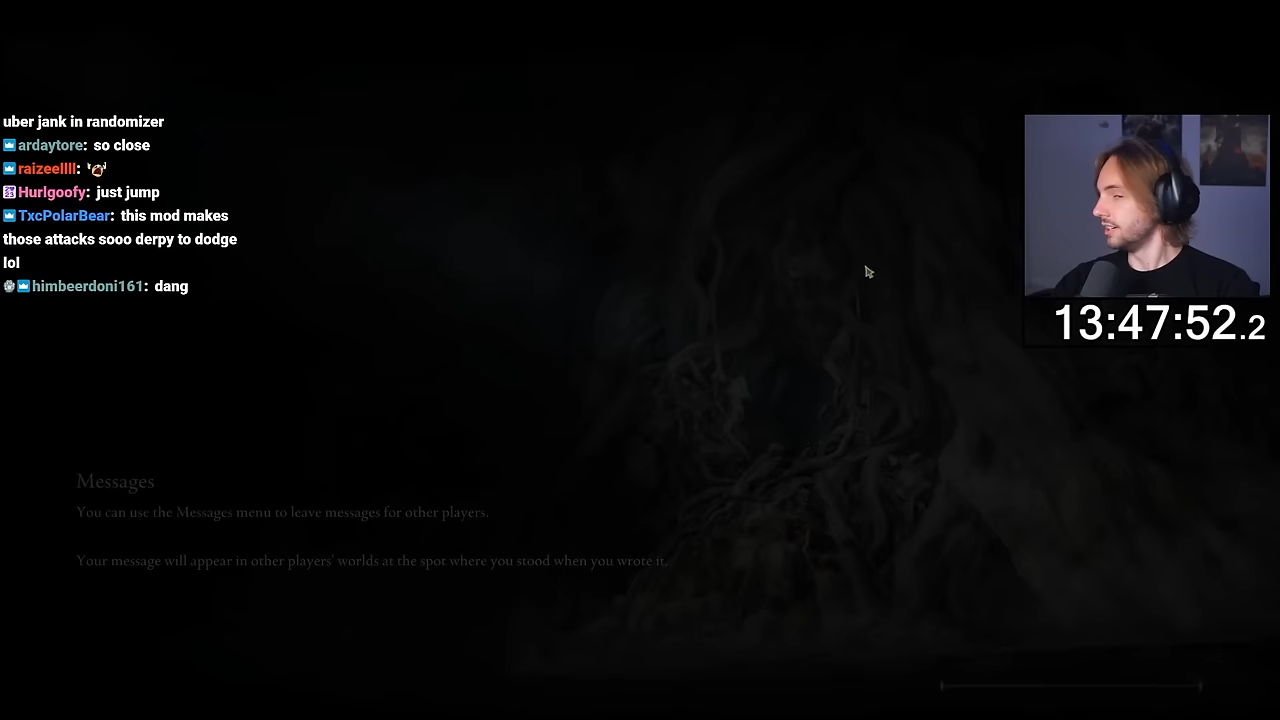 uber jank in randomizer
ardaytore: so close
raizeellll:
Hurlgoofy: just jump
TxcPolarBear: this mod makes
those attacks sooo derpy to dodge
lol
himbeerdoni161: dang
13:47:52.2
Messages
You can use the Messages menu to leave messages for other players.
Your message will appear in other players' worlds at the spot where you stood when you wrote it.